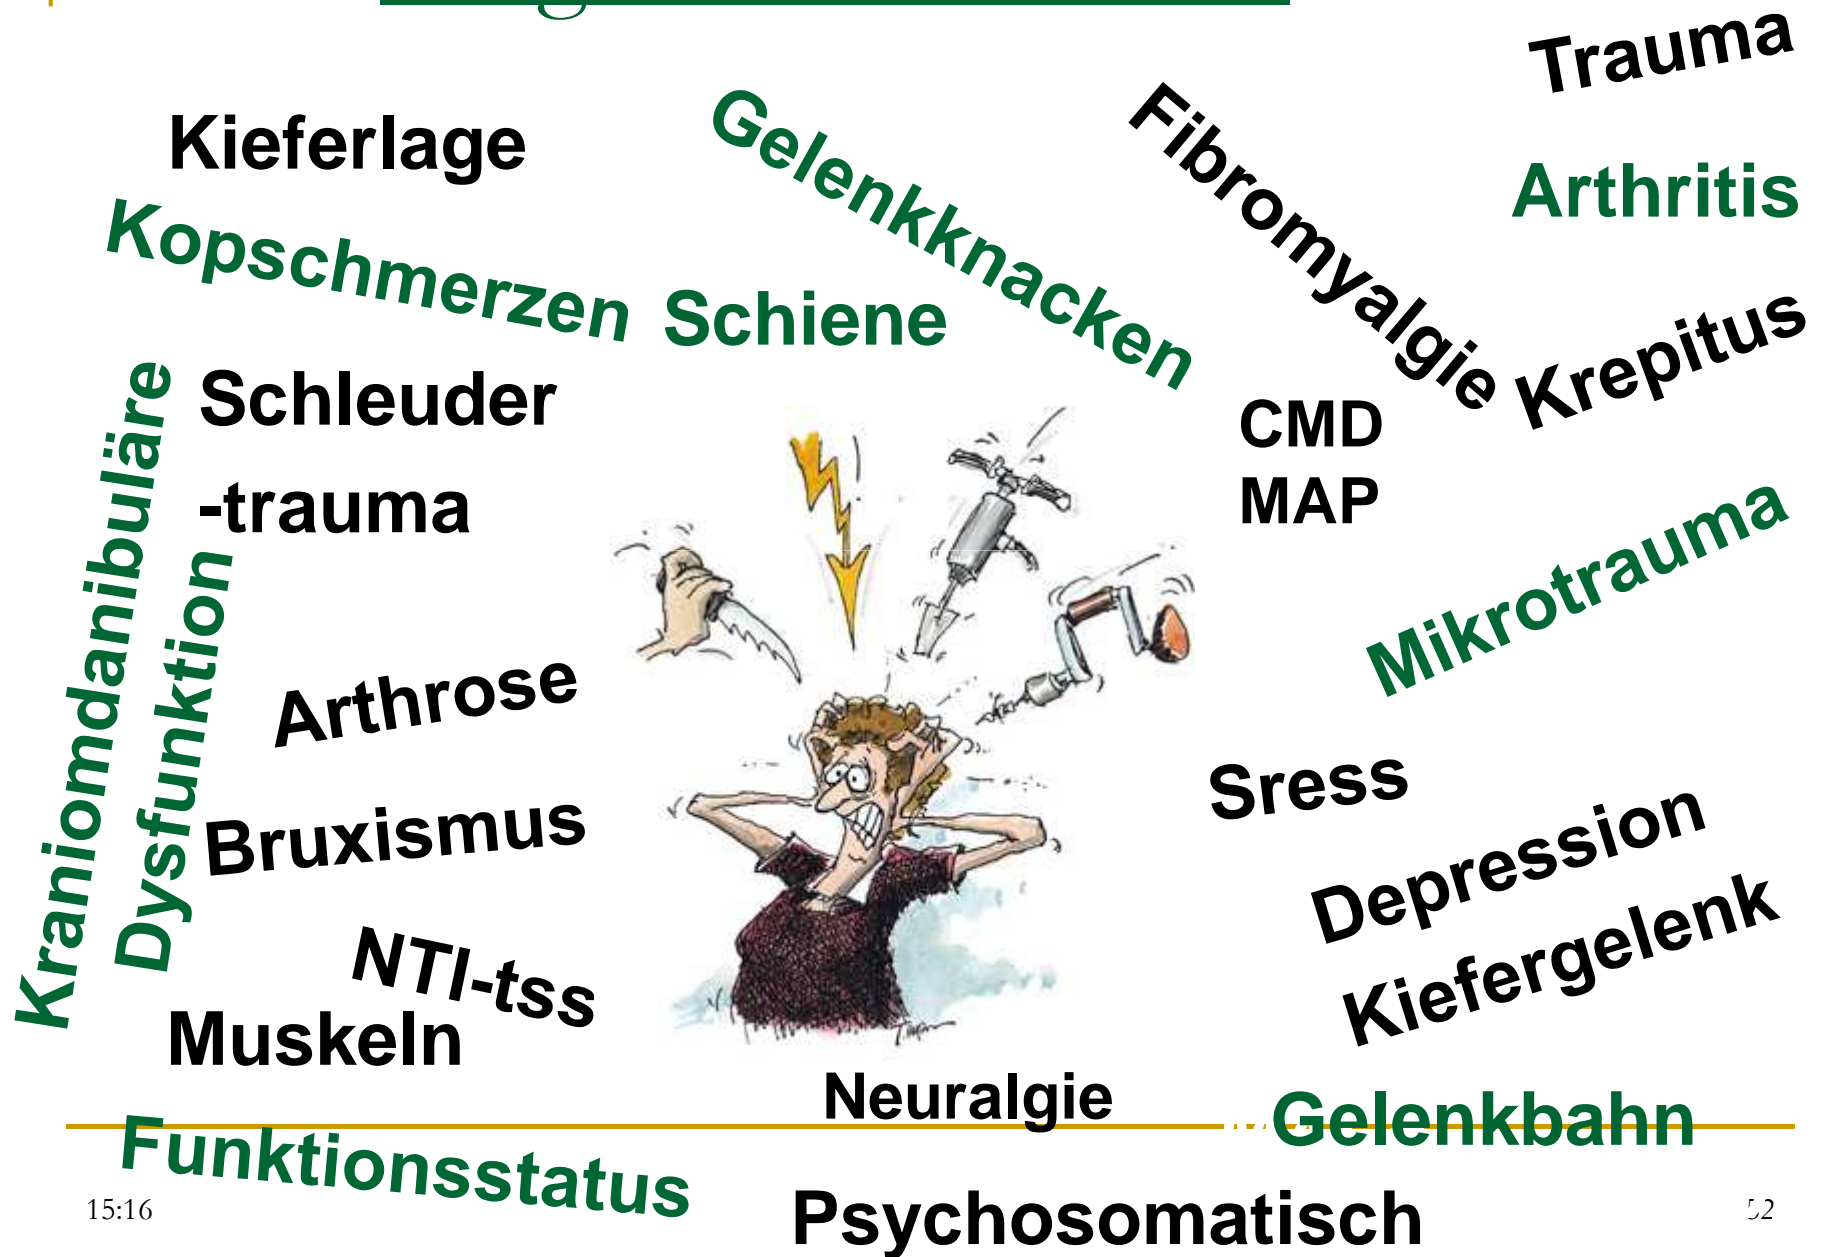 Trauma
Kieferlage
Gelenkknacken
Fibromyalgie
Arthritis
Kopschmerzen
Schiene
Krepitus
Schleuder
-trauma
CMD
MAP
Kraniomdanibuläre
Dysfunktion
Mikrotrauma
Arthrose
Sress
Bruxismus
Depression
NTI-tss
Kiefergelenk
Muskeln
Neuralgie
Gelenkbahn
Funktionsstatus
15:16
Psychosomatisch